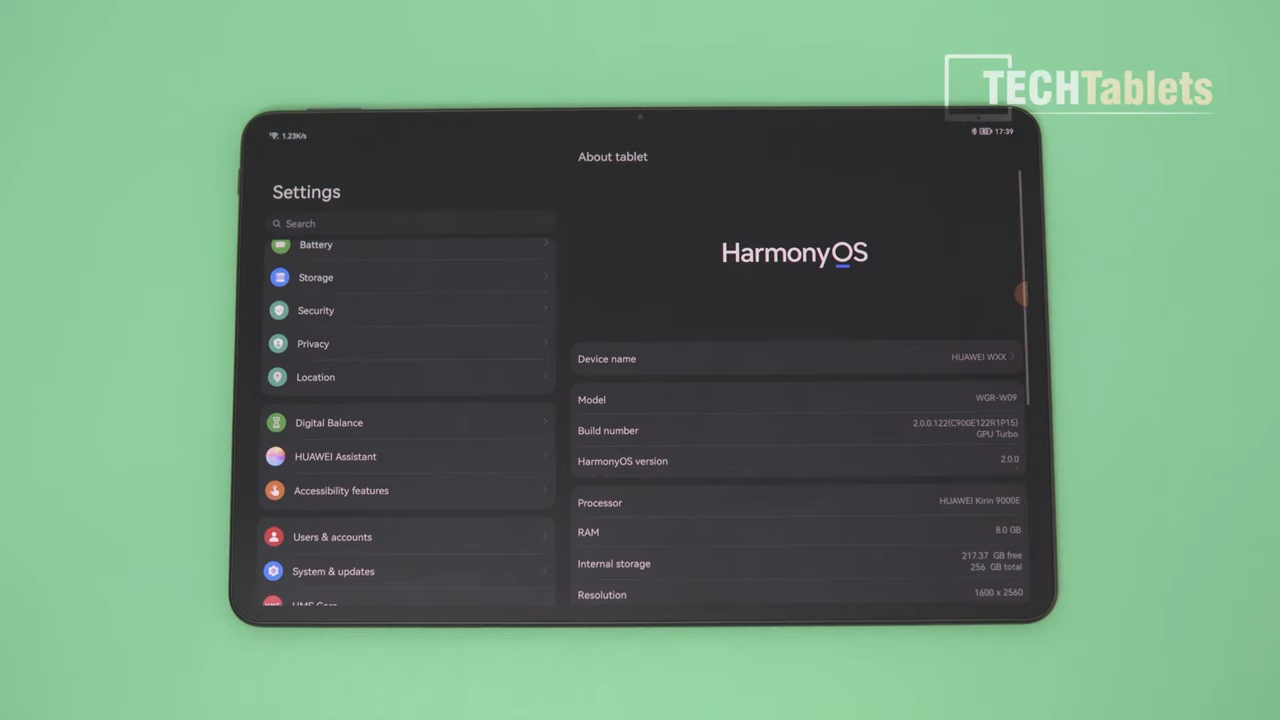 TECHTablets
1.23K/s
17:39
About tablet
Settings
Search
Battery
Storage
Security
Privacy
Location
Digital Balance
HUAWEI Assistant
Accessibility features
Users & accounts
System & updates
HarmonyOS
Device name HUAWEI WXX
Model WGR-W09
Build number 2.0.0.122(C900E122R1P15)
GPU Turbo
HarmonyOS version 2.0.0
Processor HUAWEI Kirin 9000E
RAM 8.0 GB
Internal storage 217.37 GB free
256 GB total
Resolution 1600 x 2560